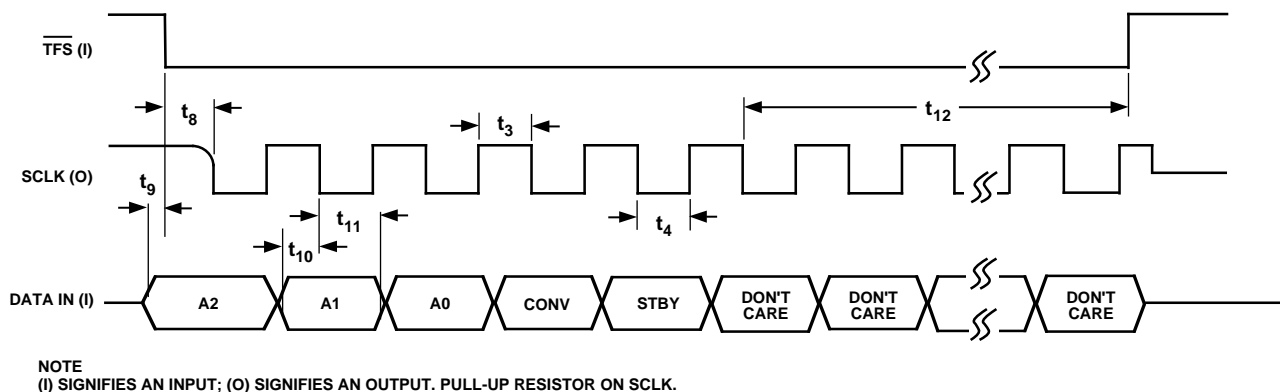 TFS (I)
t8
t3
t12
SCLK (O)
t9
t11
t10
t4
DATA IN (I)
A2
A1
A0
CONV
STBY
DON'T
CARE
DON'T
CARE
DON'T
CARE
NOTE
(I) SIGNIFIES AN INPUT; (O) SIGNIFIES AN OUTPUT. PULL-UP RESISTOR ON SCLK.